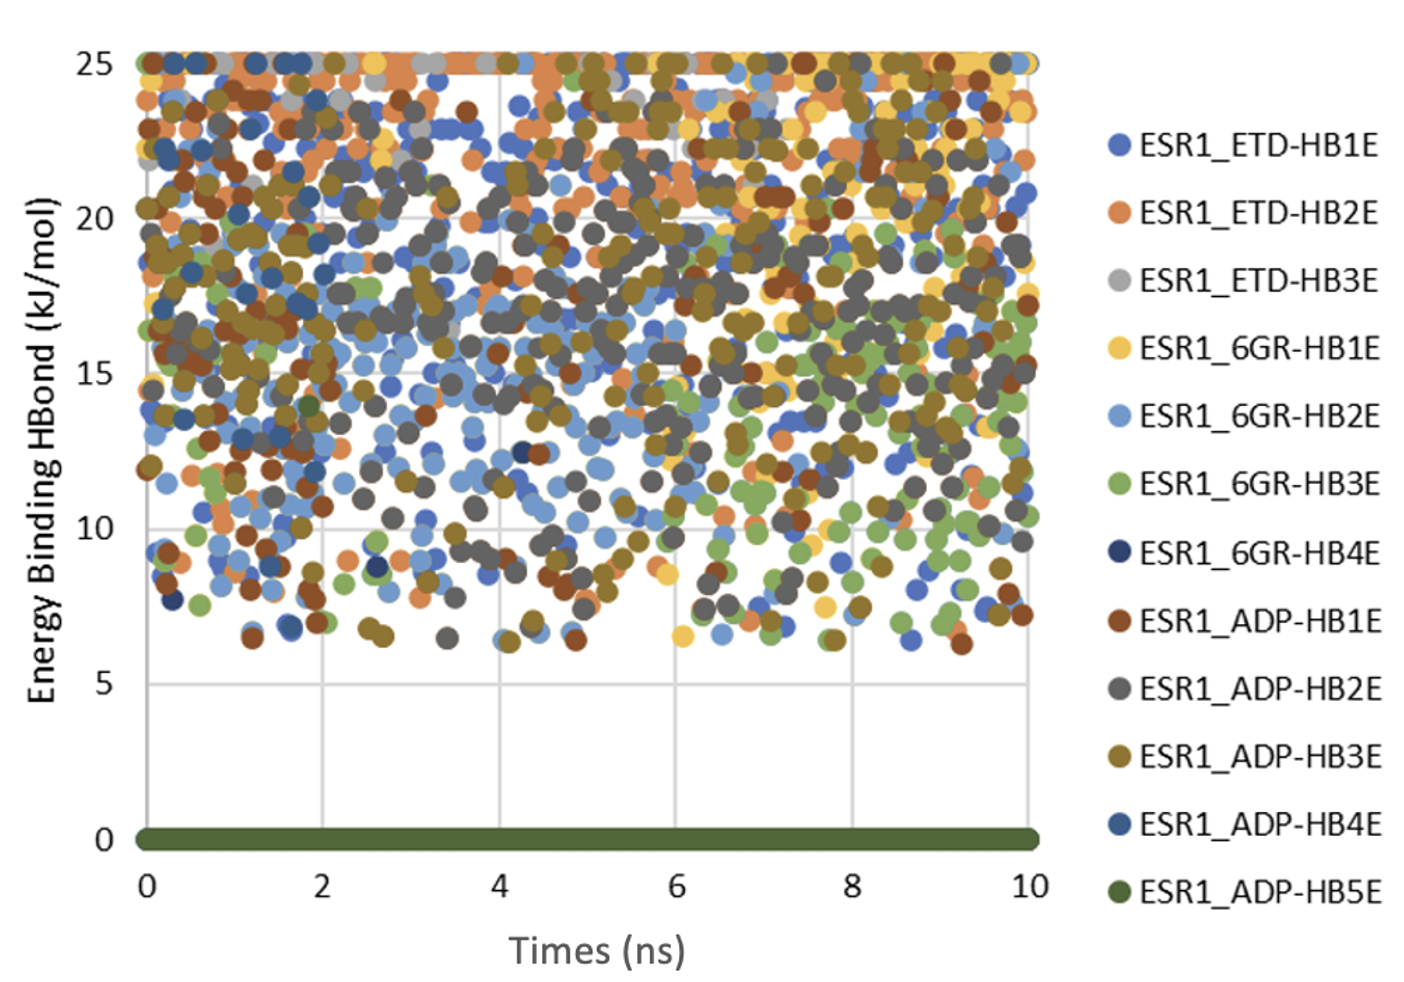 Energy Binding HBond (kJ/mol)
25
20
15
10
5
0
0 2 4 6 8 10
Times (ns)
ESR1_ETD-HB1E
ESR1_ETD-HB2E
ESR1_ETD-HB3E
ESR1_6GR-HB1E
ESR1_6GR-HB2E
ESR1_6GR-HB3E
ESR1_6GR-HB4E
ESR1_ADP-HB1E
ESR1_ADP-HB2E
ESR1_ADP-HB3E
ESR1_ADP-HB4E
ESR1_ADP-HB5E